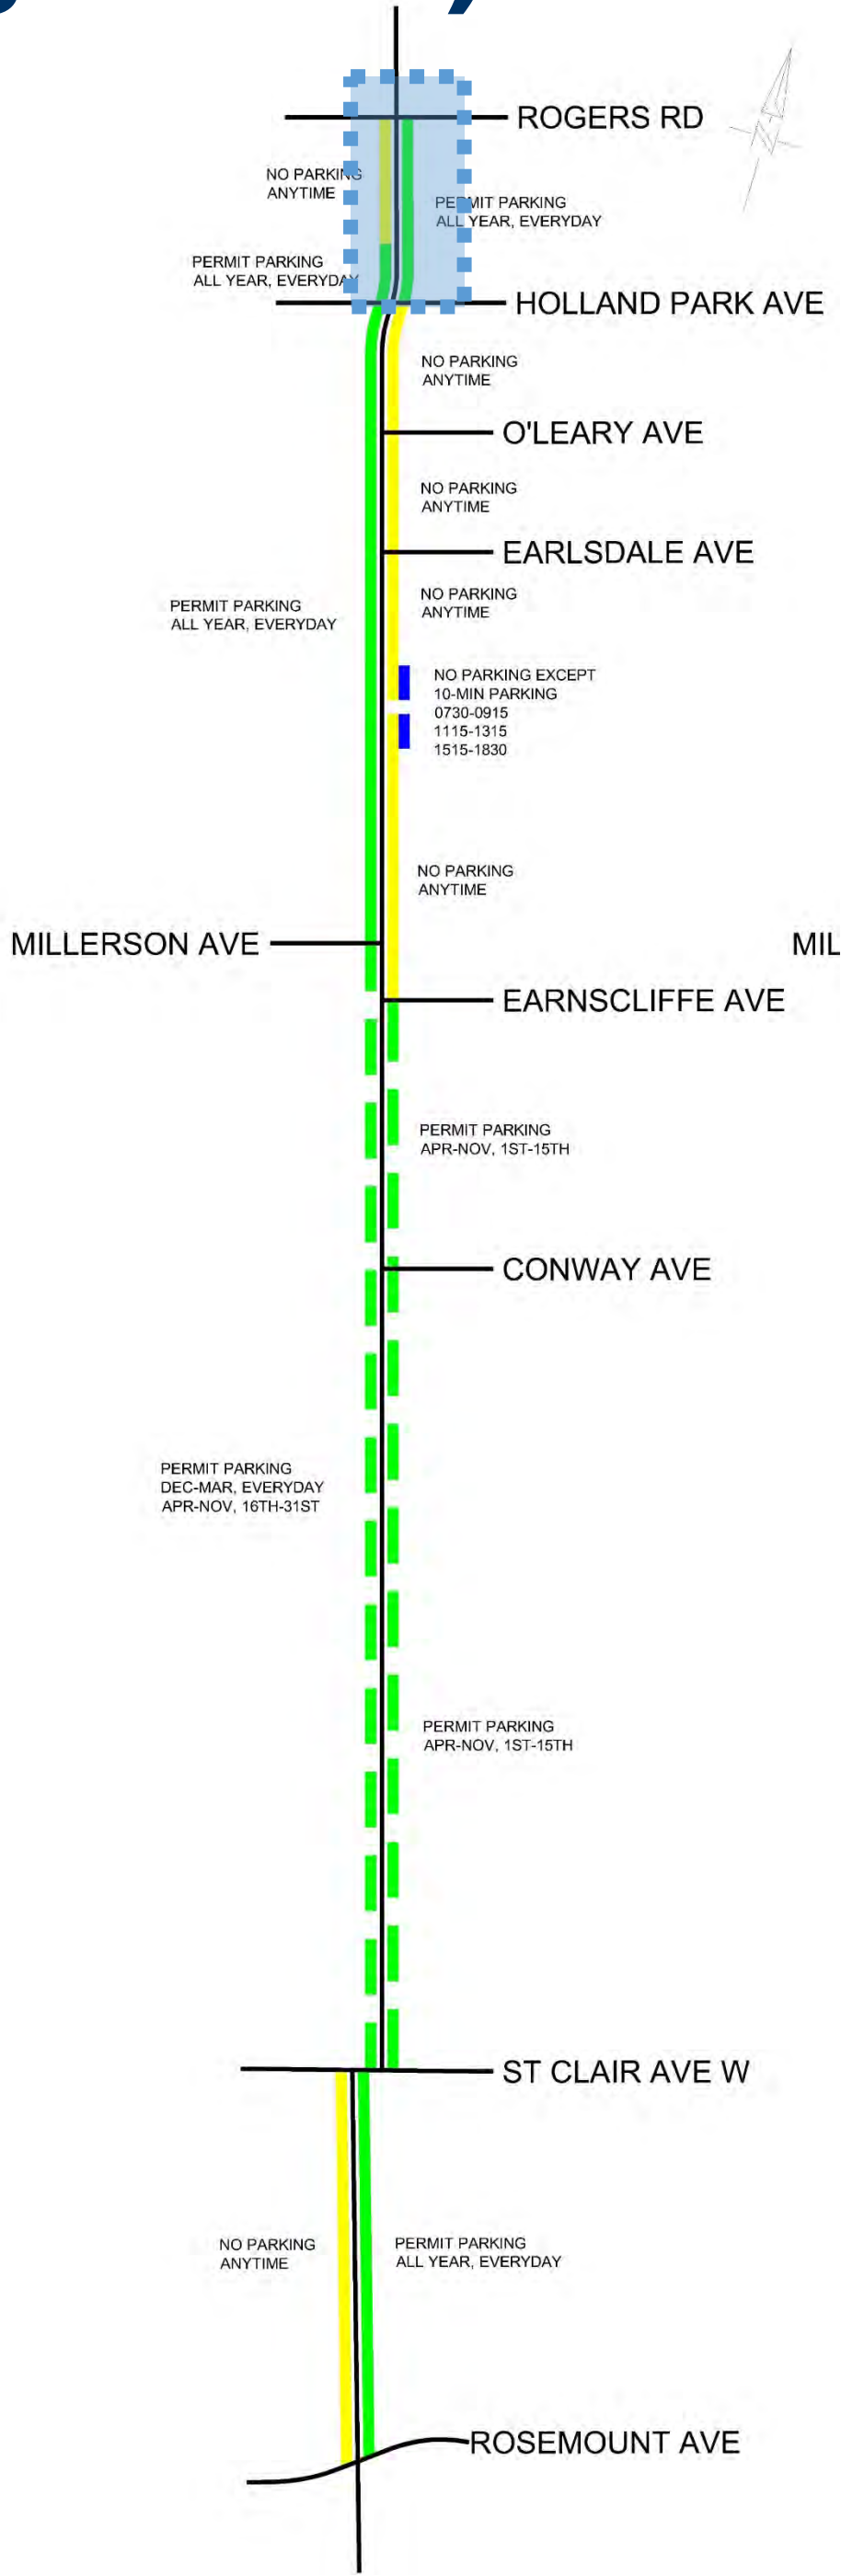 ROGERS RD
NO PARKING
ANYTIME
PERMIT PARKING
ALL YEAR, EVERYDAY
PERMIT PARKING
ALL YEAR, EVERYDAY
HOLLAND PARK AVE
NO PARKING
ANYTIME
O'LEARY AVE
NO PARKING
ANYTIME
EARLSDALE AVE
NO PARKING
ANYTIME
PERMIT PARKING
ALL YEAR, EVERYDAY
NO PARKING EXCEPT
10-MIN PARKING
0730-0915
1115-1315
1515-1830
NO PARKING
ANYTIME
MILLERSON AVE
MIL
EARNSCLIFFE AVE
PERMIT PARKING
APR-NOV, 1ST-15TH
CONWAY AVE
PERMIT PARKING
DEC-MAR, EVERYDAY
APR-NOV, 16TH-31ST
PERMIT PARKING
APR-NOV, 1ST-15TH
ST CLAIR AVE W
NO PARKING
ANYTIME
PERMIT PARKING
ALL YEAR, EVERYDAY
ROSEMOUNT AVE